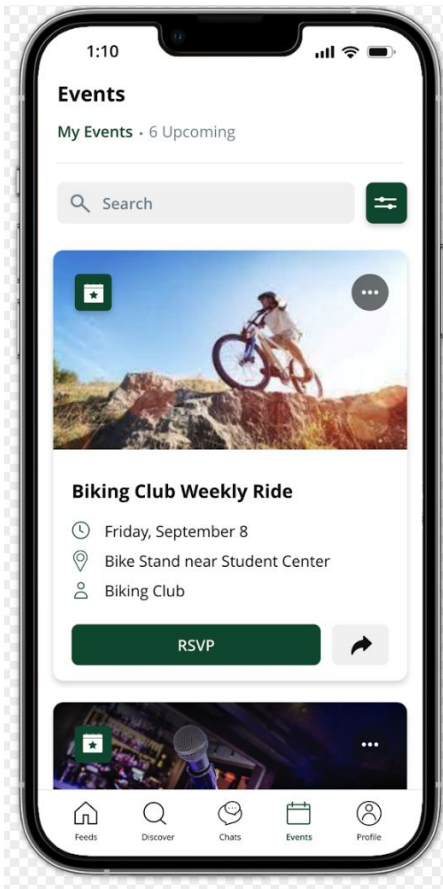 1:10
Events
My Events • 6 Upcoming
Search
Biking Club Weekly Ride
Friday, September 8
Bike Stand near Student Center
Biking Club
RSVP
Feeds Discover Chats Events Profile